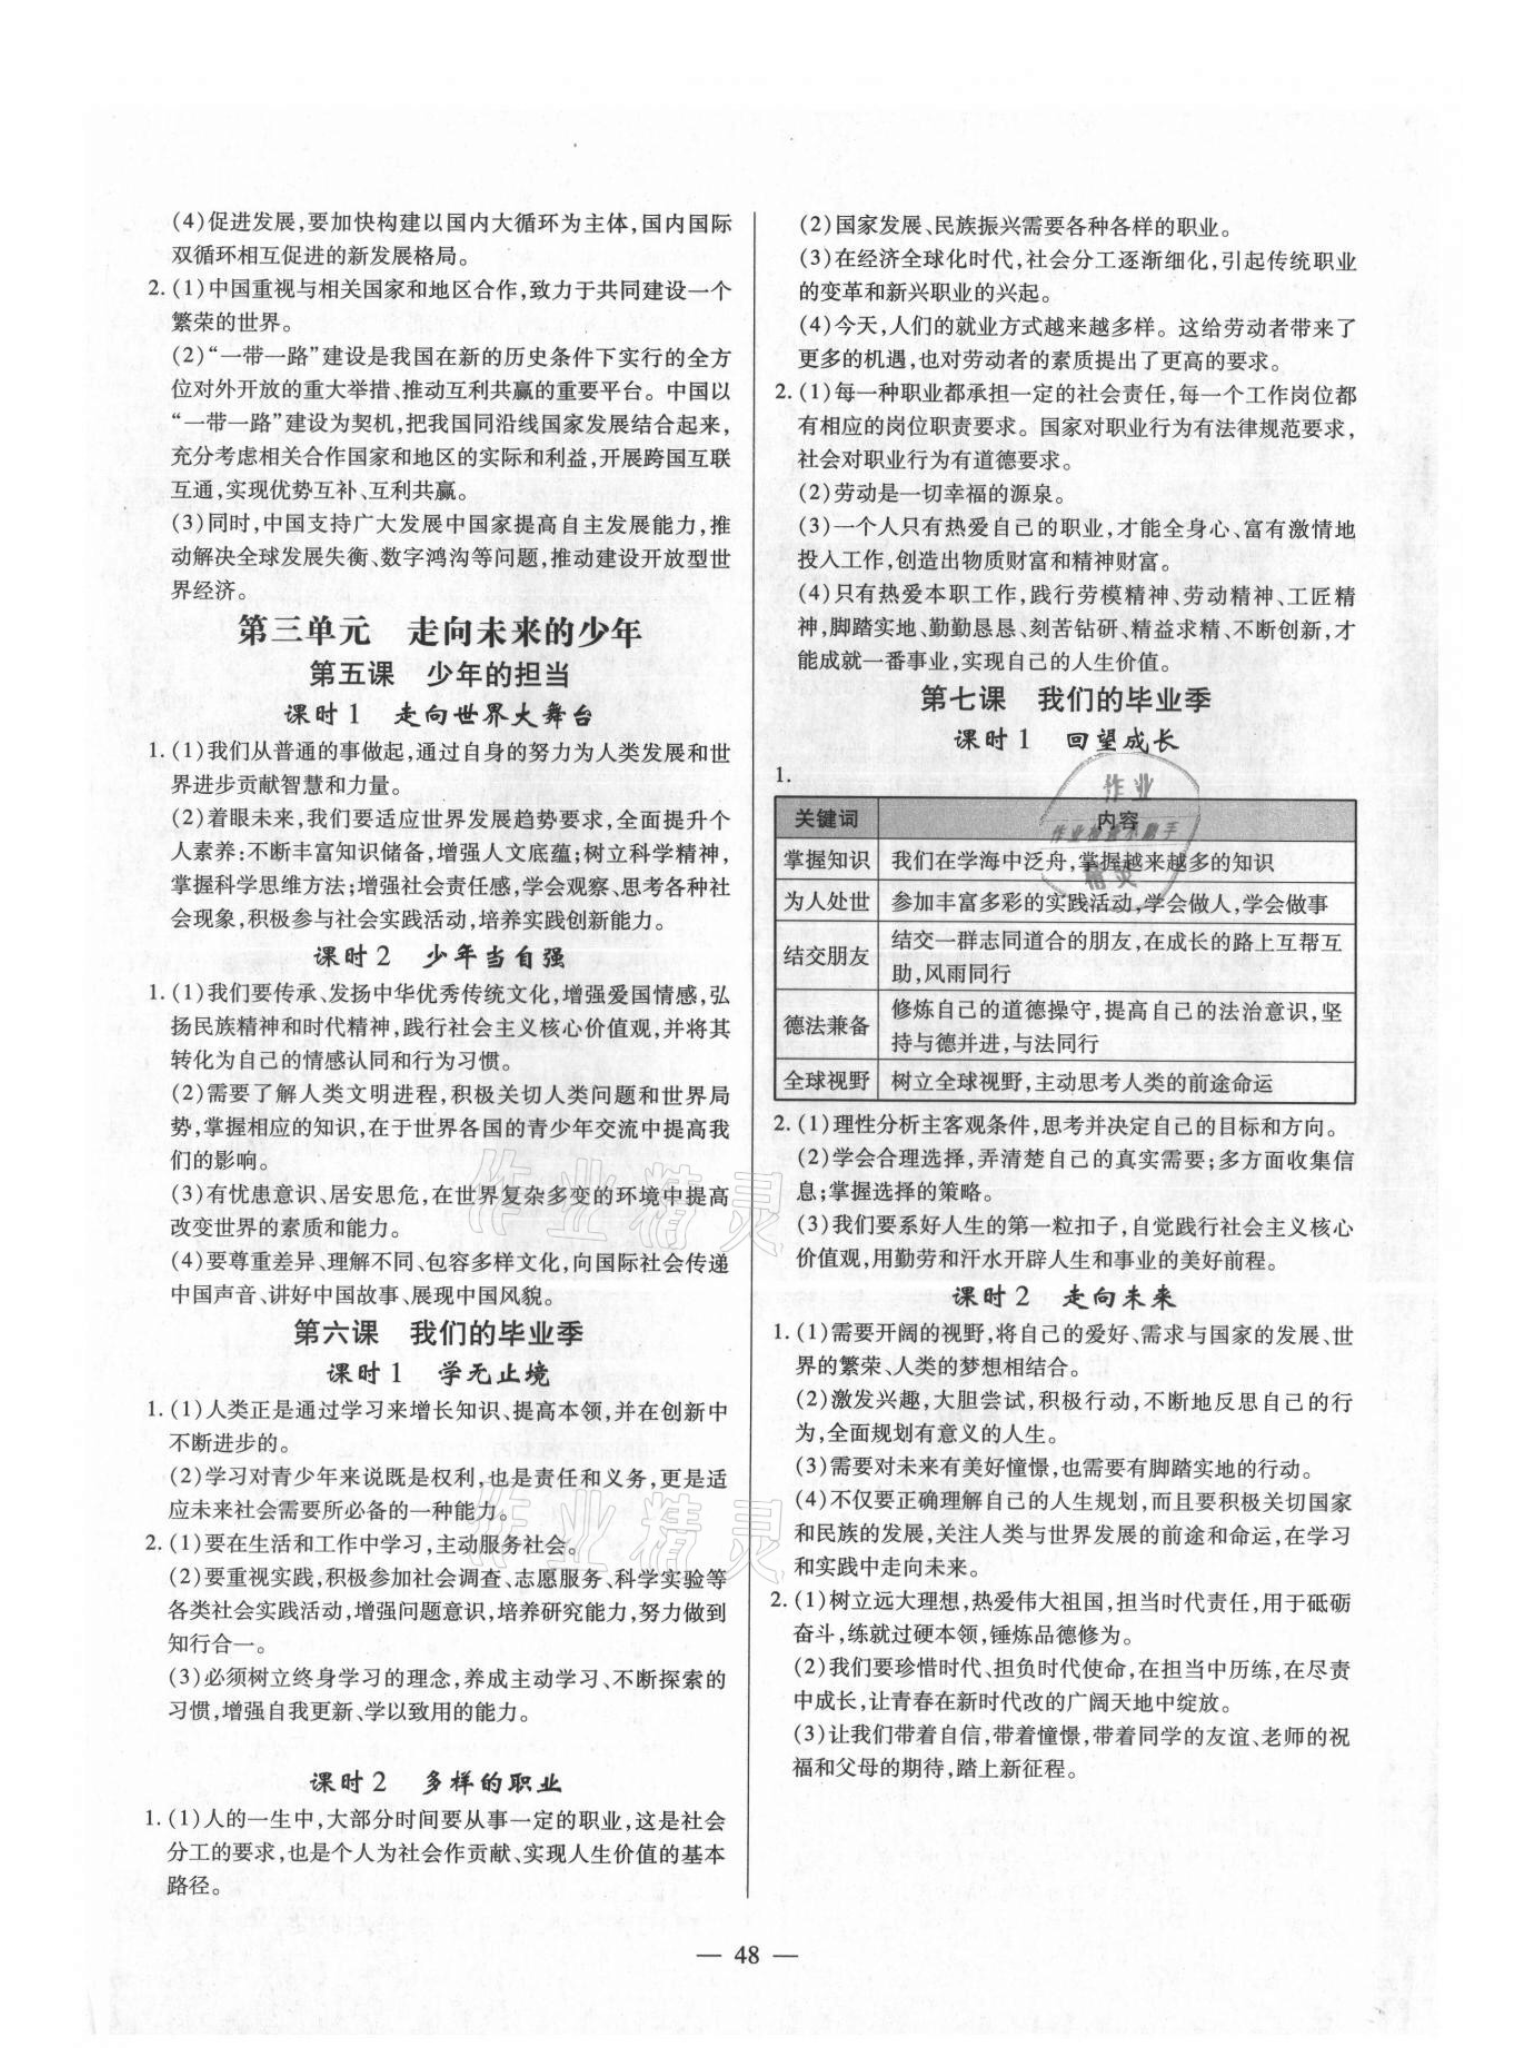 (4)促进发展,要加快构建以国内大循环为主体,国内国际
双循环相互促进的新发展格局。
2. (1)中国重视与相关国家和地区合作,致力于共同建设一个
繁荣的世界。
(2)“一带一路”建设是我国在新的历史条件下实行的全方
位对外开放的重大举措、推动互利共赢的重要平台。中国以
“一带一路”建设为契机,把我国同沿线国家发展结合起来,
充分考虑相关合作国家和地区的实际和利益,开展跨国互联
互通,实现优势互补、互利共赢。
(3)同时,中国支持广大发展中国家提高自主发展能力,推
动解决全球发展失衡、数字鸿沟等问题,推动建设开放型世
界经济。
第三单元 走向未来的少年
第五课 少年的担当
课时1 走向世界大舞台
1. (1)我们从普通的事做起,通过自身的努力为人类发展和世
界进步贡献智慧和力量。
(2)着眼未来,我们要适应世界发展趋势要求,全面提升个
人素养:不断丰富知识储备,增强人文底蕴;树立科学精神,
掌握科学思维方法;增强社会责任感,学会观察、思考各种社
会现象,积极参与社会实践活动,培养实践创新能力。
课时2 少年当自强
1. (1)我们要传承、发扬中华优秀传统文化,增强爱国情感,弘
扬民族精神和时代精神,践行社会主义核心价值观,并将其
转化为自己的情感认同和行为习惯。
(2)需要了解人类文明进程,积极关切人类问题和世界局
势,掌握相应的知识,在于世界各国的青少年交流中提高我
们的影响。
(3)有忧患意识、居安思危,在世界复杂多变的环境中提高
改变世界的素质和能力。
(4)要尊重差异、理解不同、包容多样文化,向国际社会传递
中国声音、讲好中国故事、展现中国风貌。
第六课 我们的毕业季
课时1 学无止境
1. (1)人类正是通过学习来增长知识、提高本领,并在创新中
不断进步的。
(2)学习对青少年来说既是权利,也是责任和义务,更是适
应未来社会需要所必备的一种能力。
2. (1)要在生活和工作中学习,主动服务社会。
(2)要重视实践,积极参加社会调查、志愿服务、科学实验等
各类社会实践活动,增强问题意识,培养研究能力,努力做到
知行合一。
(3)必须树立终身学习的理念,养成主动学习、不断探索的
习惯,增强自我更新、学以致用的能力。
课时2 多样的职业
1. (1)人的一生中,大部分时间要从事一定的职业,这是社会
分工的要求,也是个人为社会作贡献、实现人生价值的基本
路径。
(2)国家发展、民族振兴需要各种各样的职业。
(3)在经济全球化时代,社会分工逐渐细化,引起传统职业
的变革和新兴职业的兴起。
(4)今天,人们的就业方式越来越多样。这给劳动者带来了
更多的机遇,也对劳动者的素质提出了更高的要求。
2. (1)每一种职业都承担一定的社会责任,每一个工作岗位都
有相应的岗位职责要求。国家对职业行为有法律规范要求,
社会对职业行为有道德要求。
(2)劳动是一切幸福的源泉。
(3)一个人只有热爱自己的职业,才能全身心、富有激情地
投人工作,创造出物质财富和精神财富。
(4)只有热爱本职工作,践行劳模精神、劳动精神、工匠精
神,脚踏实地、勤勤恳恳、刻苦钻研、精益求精、不断创新,才
能成就一番事业,实现自己的人生价值。
第七课 我们的毕业季
课时1 回望成长
1.
关键词 内容
掌握知识 我们在学海中泛舟,掌握越来越多的知识
为人处世 参加丰富多彩的实践活动,学会做人,学会做事
结交朋友 结交一群志同道合的朋友,在成长的路上互帮互
助,风雨同行
德法兼备 修炼自己的道德操守,提高自己的法治意识,坚
持与德并进,与法同行
全球视野 树立全球视野,主动思考人类的前途命运
2. (1)理性分析主客观条件,思考并决定自己的目标和方向。
(2)学会合理选择,弄清楚自己的真实需要;多方面收集信
息;掌握选择的策略。
(3)我们要系好人生的第一粒扣子,自觉践行社会主义核心
价值观,用勤劳和汗水开辟人生和事业的美好前程。
课时2 走向未来
1. (1)需要开阔的视野,将自己的爱好、需求与国家的发展、世
界的繁荣、人类的梦想相结合。
(2)激发兴趣,大胆尝试,积极行动,不断地反思自己的行
为,全面规划有意义的人生。
(3)需要对未来有美好憧憬,也需要有脚踏实地的行动。
(4)不仅要正确理解自己的人生规划,而且要积极关切国家
和民族的发展,关注人类与世界发展的前途和命运,在学习
和实践中走向未来。
2. (1)树立远大理想,热爱伟大祖国,担当时代责任,用于砥砺
奋斗,练就过硬本领,锤炼品德修为。
(2)我们要珍惜时代、担负时代使命,在担当中历练,在尽责
中成长,让青春在新时代改的广阔天地中绽放。
(3)让我们带着自信,带着憧憬,带着同学的友谊、老师的祝
福和父母的期待,踏上新征程。
作业
精灵
作业精灵
作业精灵
— 48 —